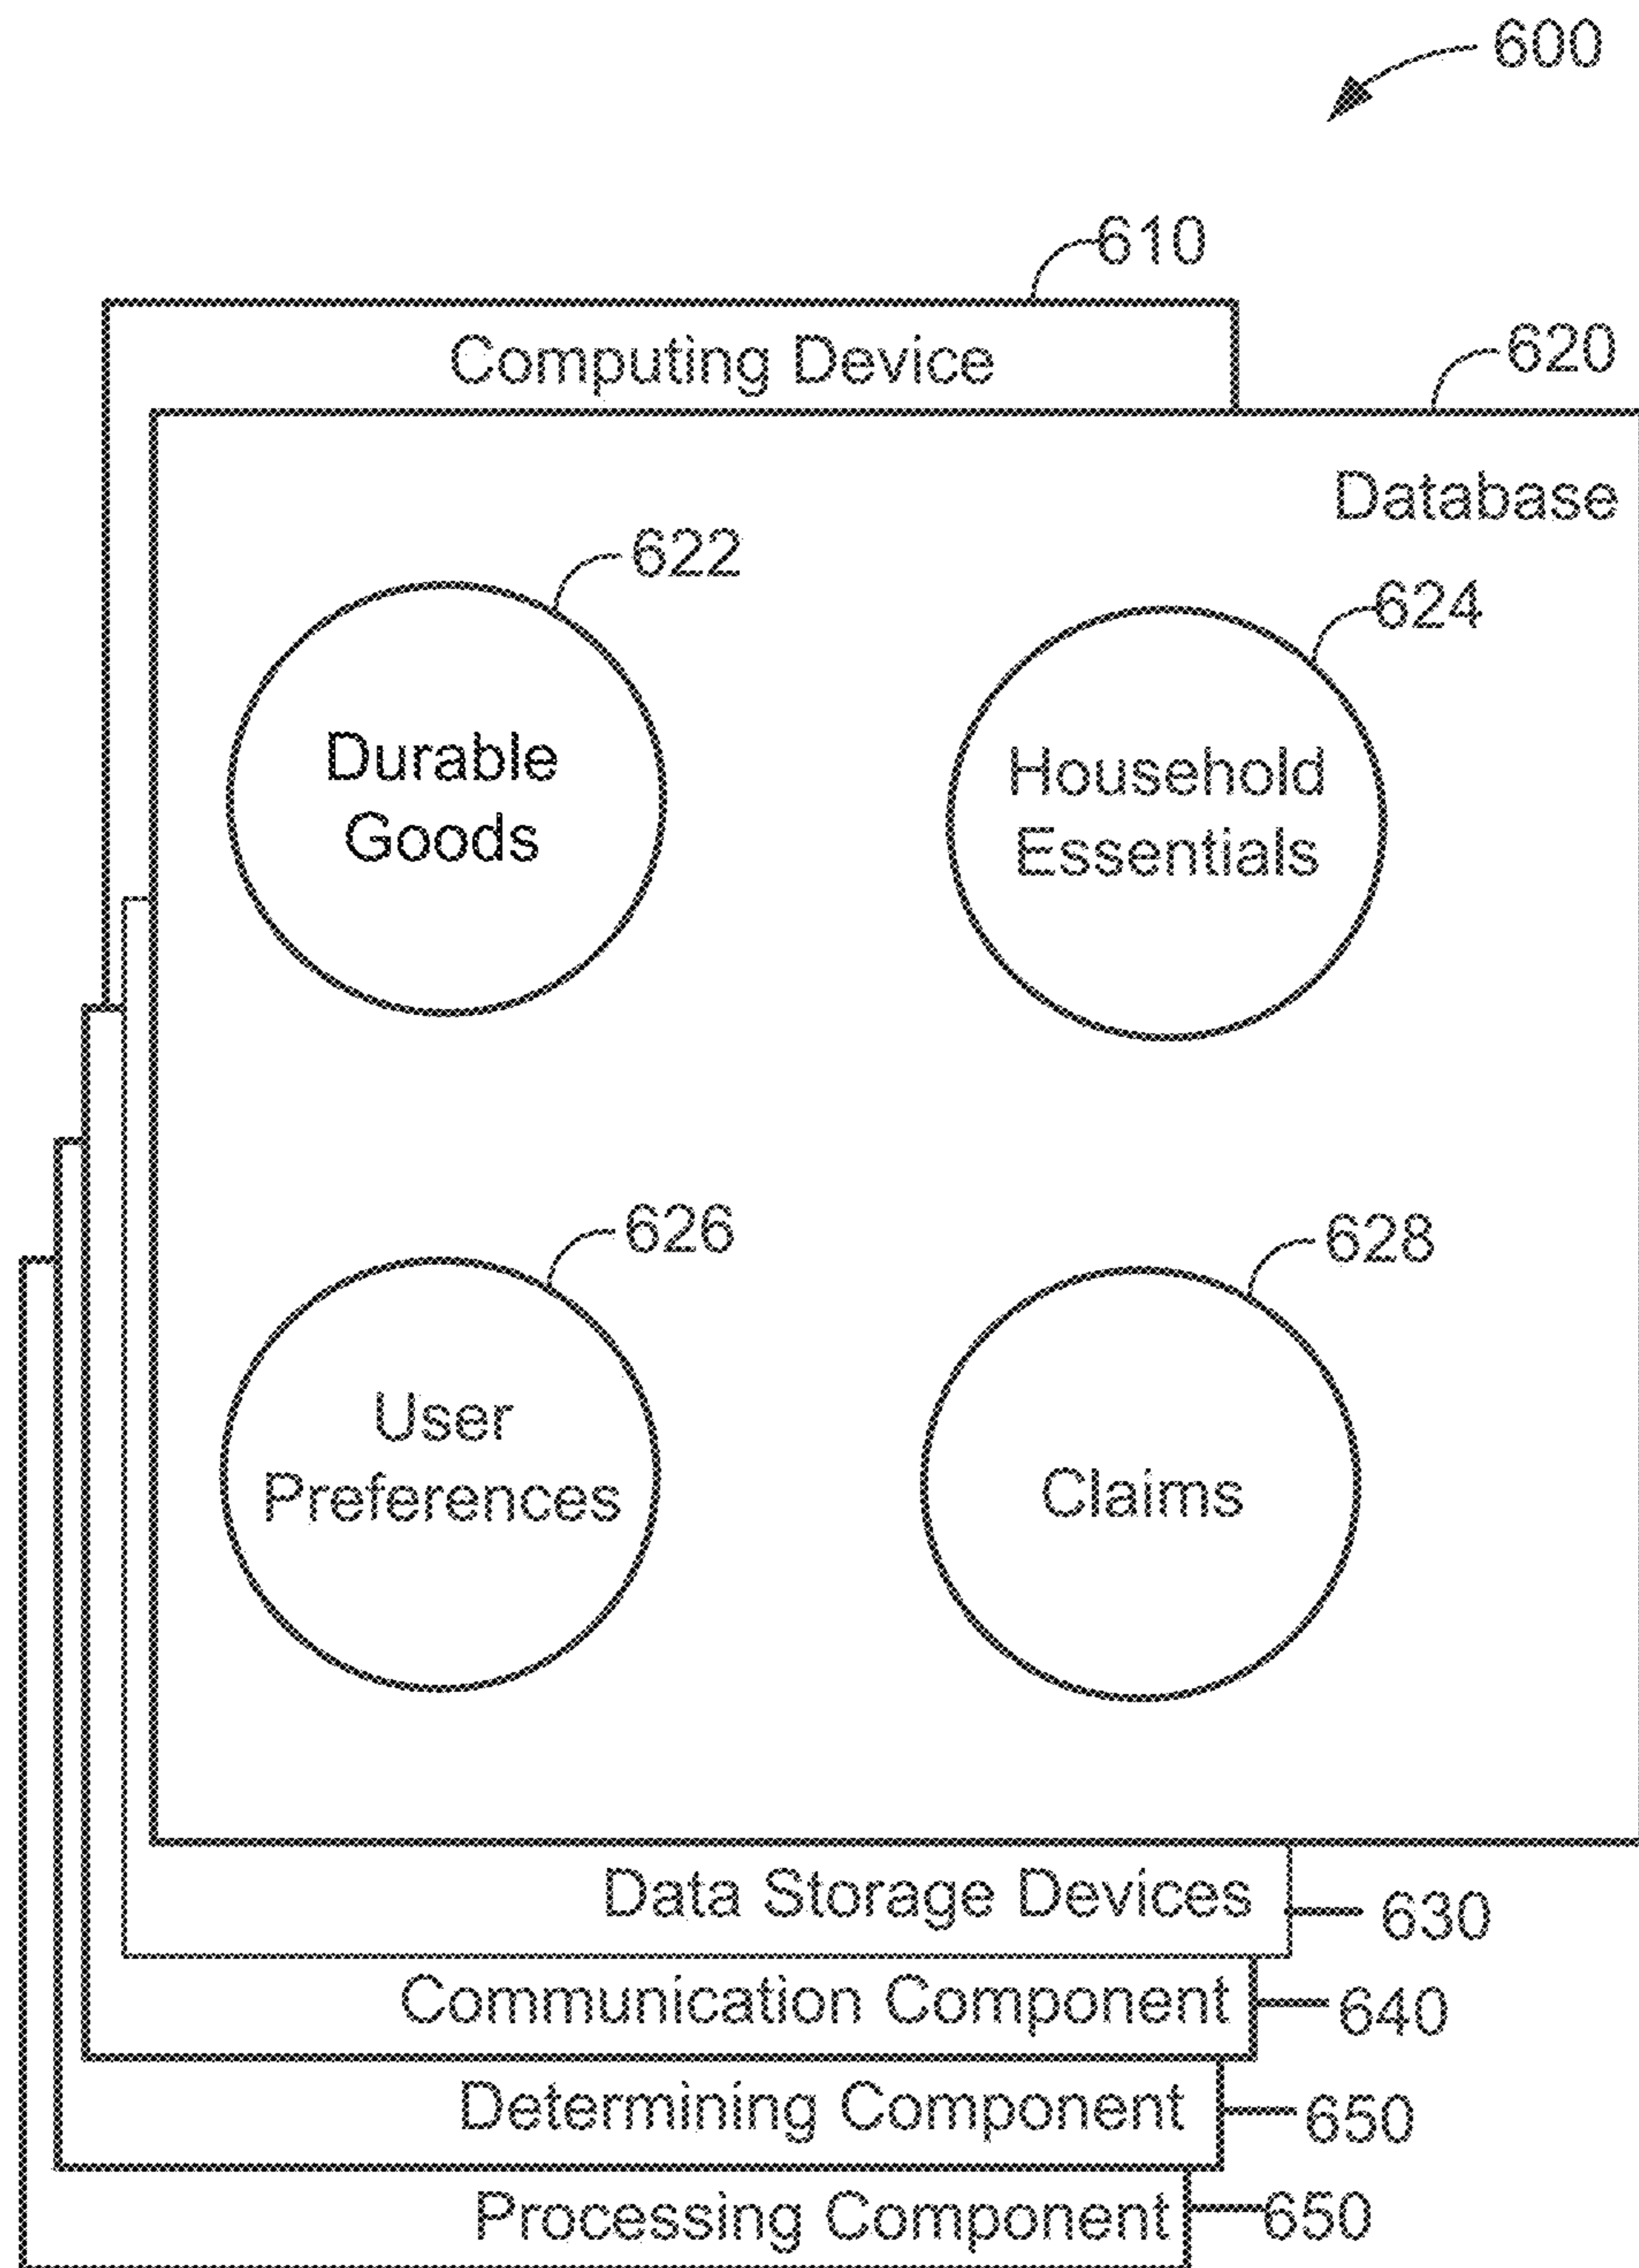 600
610
Computing Device
620
Database
622
624
Durable
Goods
Household
Essentials
626
628
User
Preferences
Claims
Data Storage Devices
630
Communication Component
640
Determining Component
650
Processing Component
650